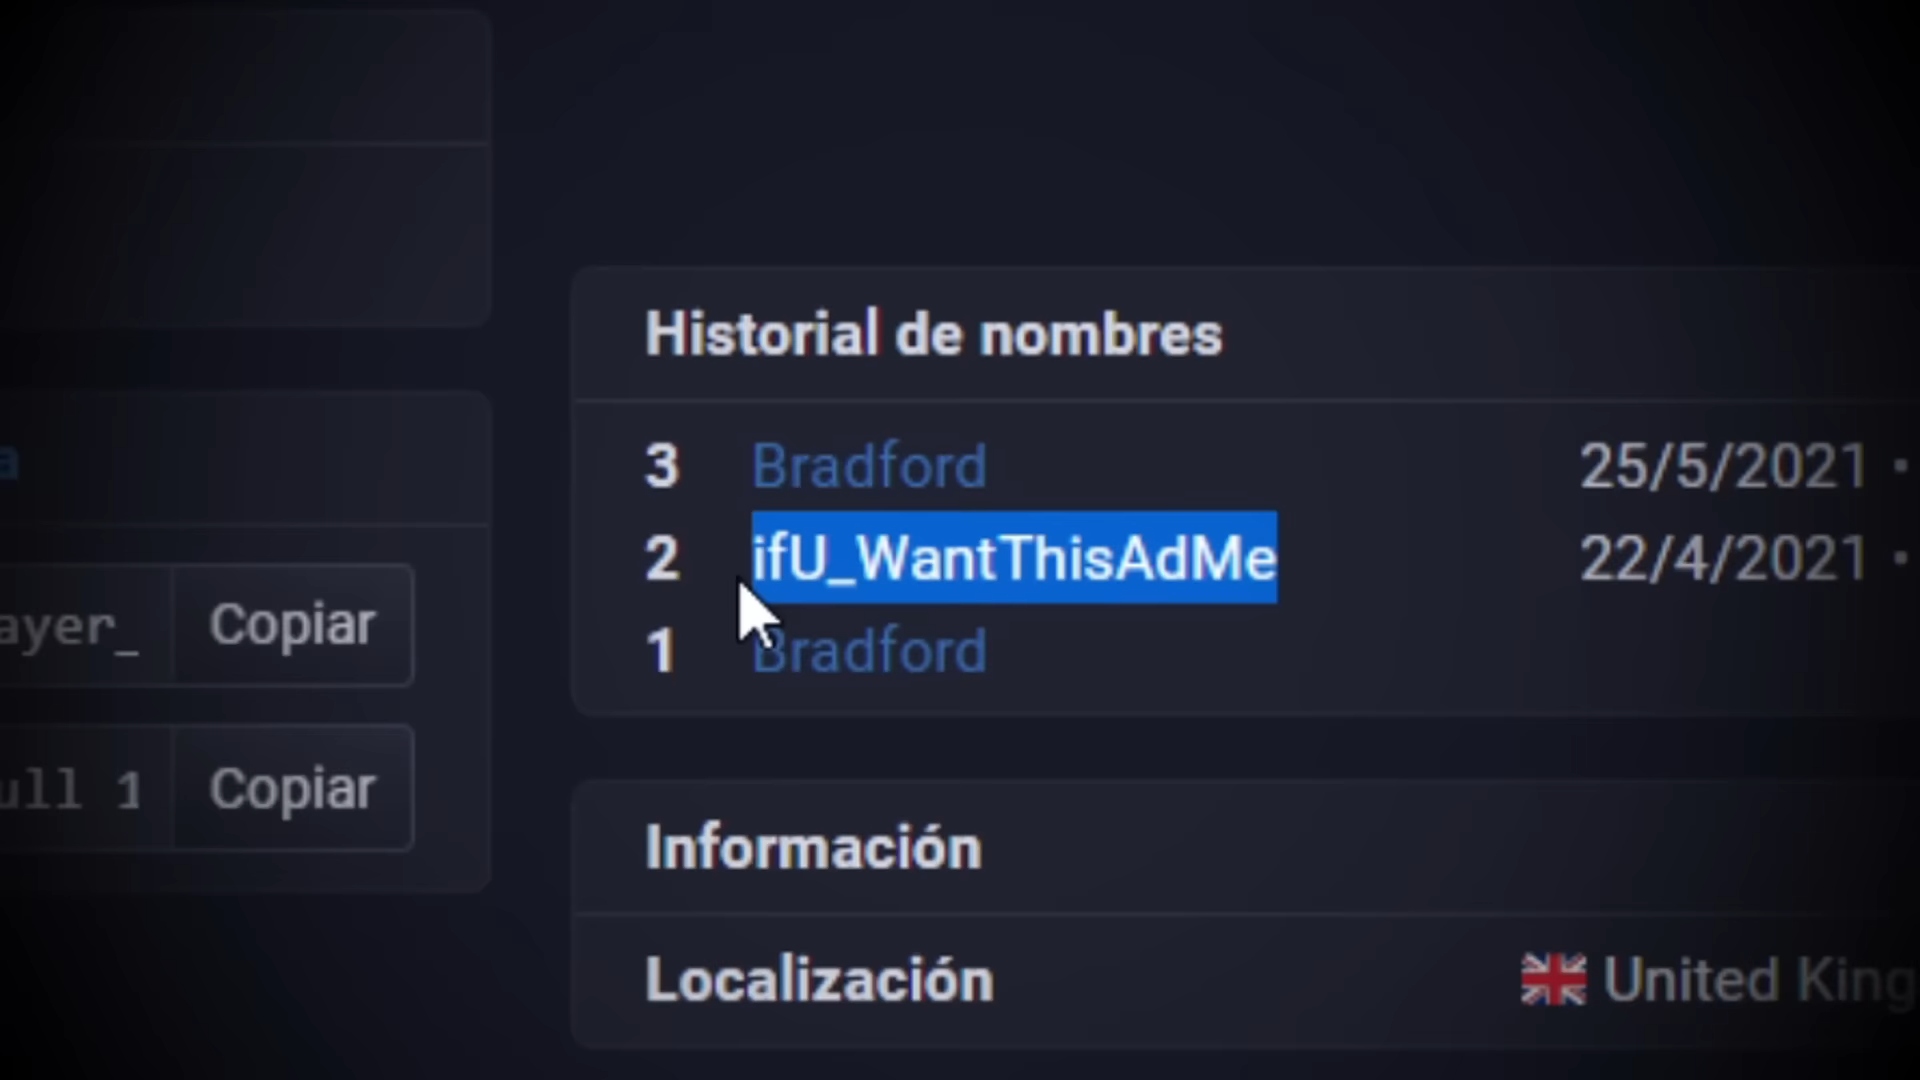 Historial de nombres
3 Bradford 25/5/2021 •
2 ifU_WantThisAdMe 22/4/2021 •
1 Bradford
ayer_ Copiar
ull 1 Copiar
Información
Localización United King